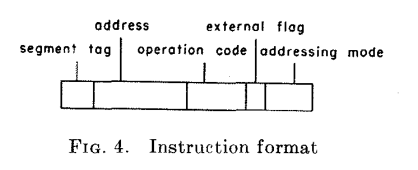 address external flag
segment tag operation code addressing mode
FIG. 4. Instruction format